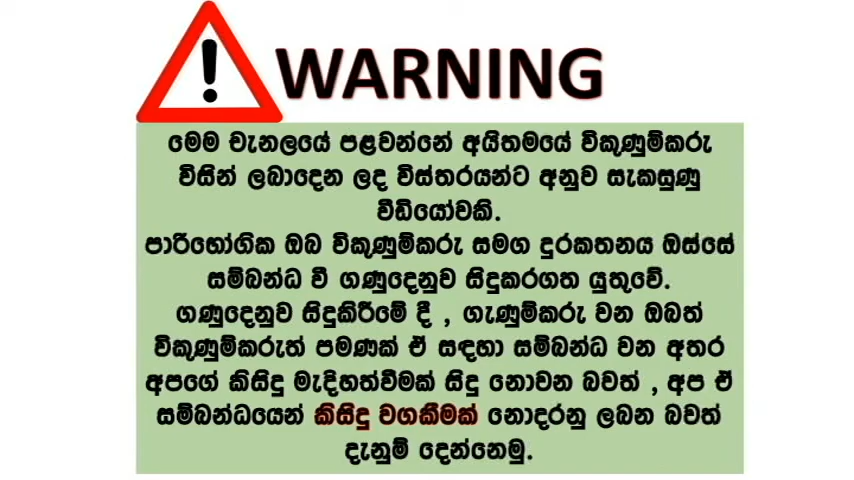 WARNING
මෙම චැනලයේ පළවන්නේ අයිතමයේ විකුණුම්කරු
විසින් ලබාදෙන ලද විස්තරයන්ට අනුව සැකසුණු
වීඩියෝවකි.
පාරිභෝගික ඔබ විකුණුම්කරු සමග දුරකතනය ඔස්සේ
සම්බන්ධ වී ගණුදෙනුව සිදුකරගත යුතුවේ.
ගණුදෙනුව සිදුකිරීමේ දී , ගැණුම්කරු වන ඔබත්
විකුණුම්කරුත් පමණක් ඒ සඳහා සම්බන්ධ වන අතර
අපගේ කිසිදු මැදිහත්වීමක් සිදු නොවන බවත් , අප ඒ
සම්බන්ධයෙන් කිසිදු වගකීමක් නොදරනු ලබන බවත්
දැනුම් දෙන්නෙමු.